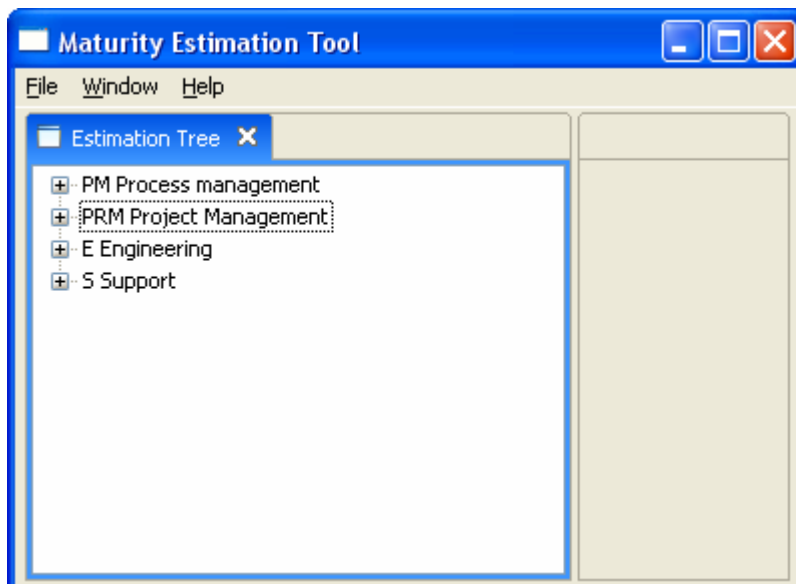 Maturity Estimation Tool
File Window Help
Estimation Tree
PM Process management
PRM Project Management
E Engineering
S Support